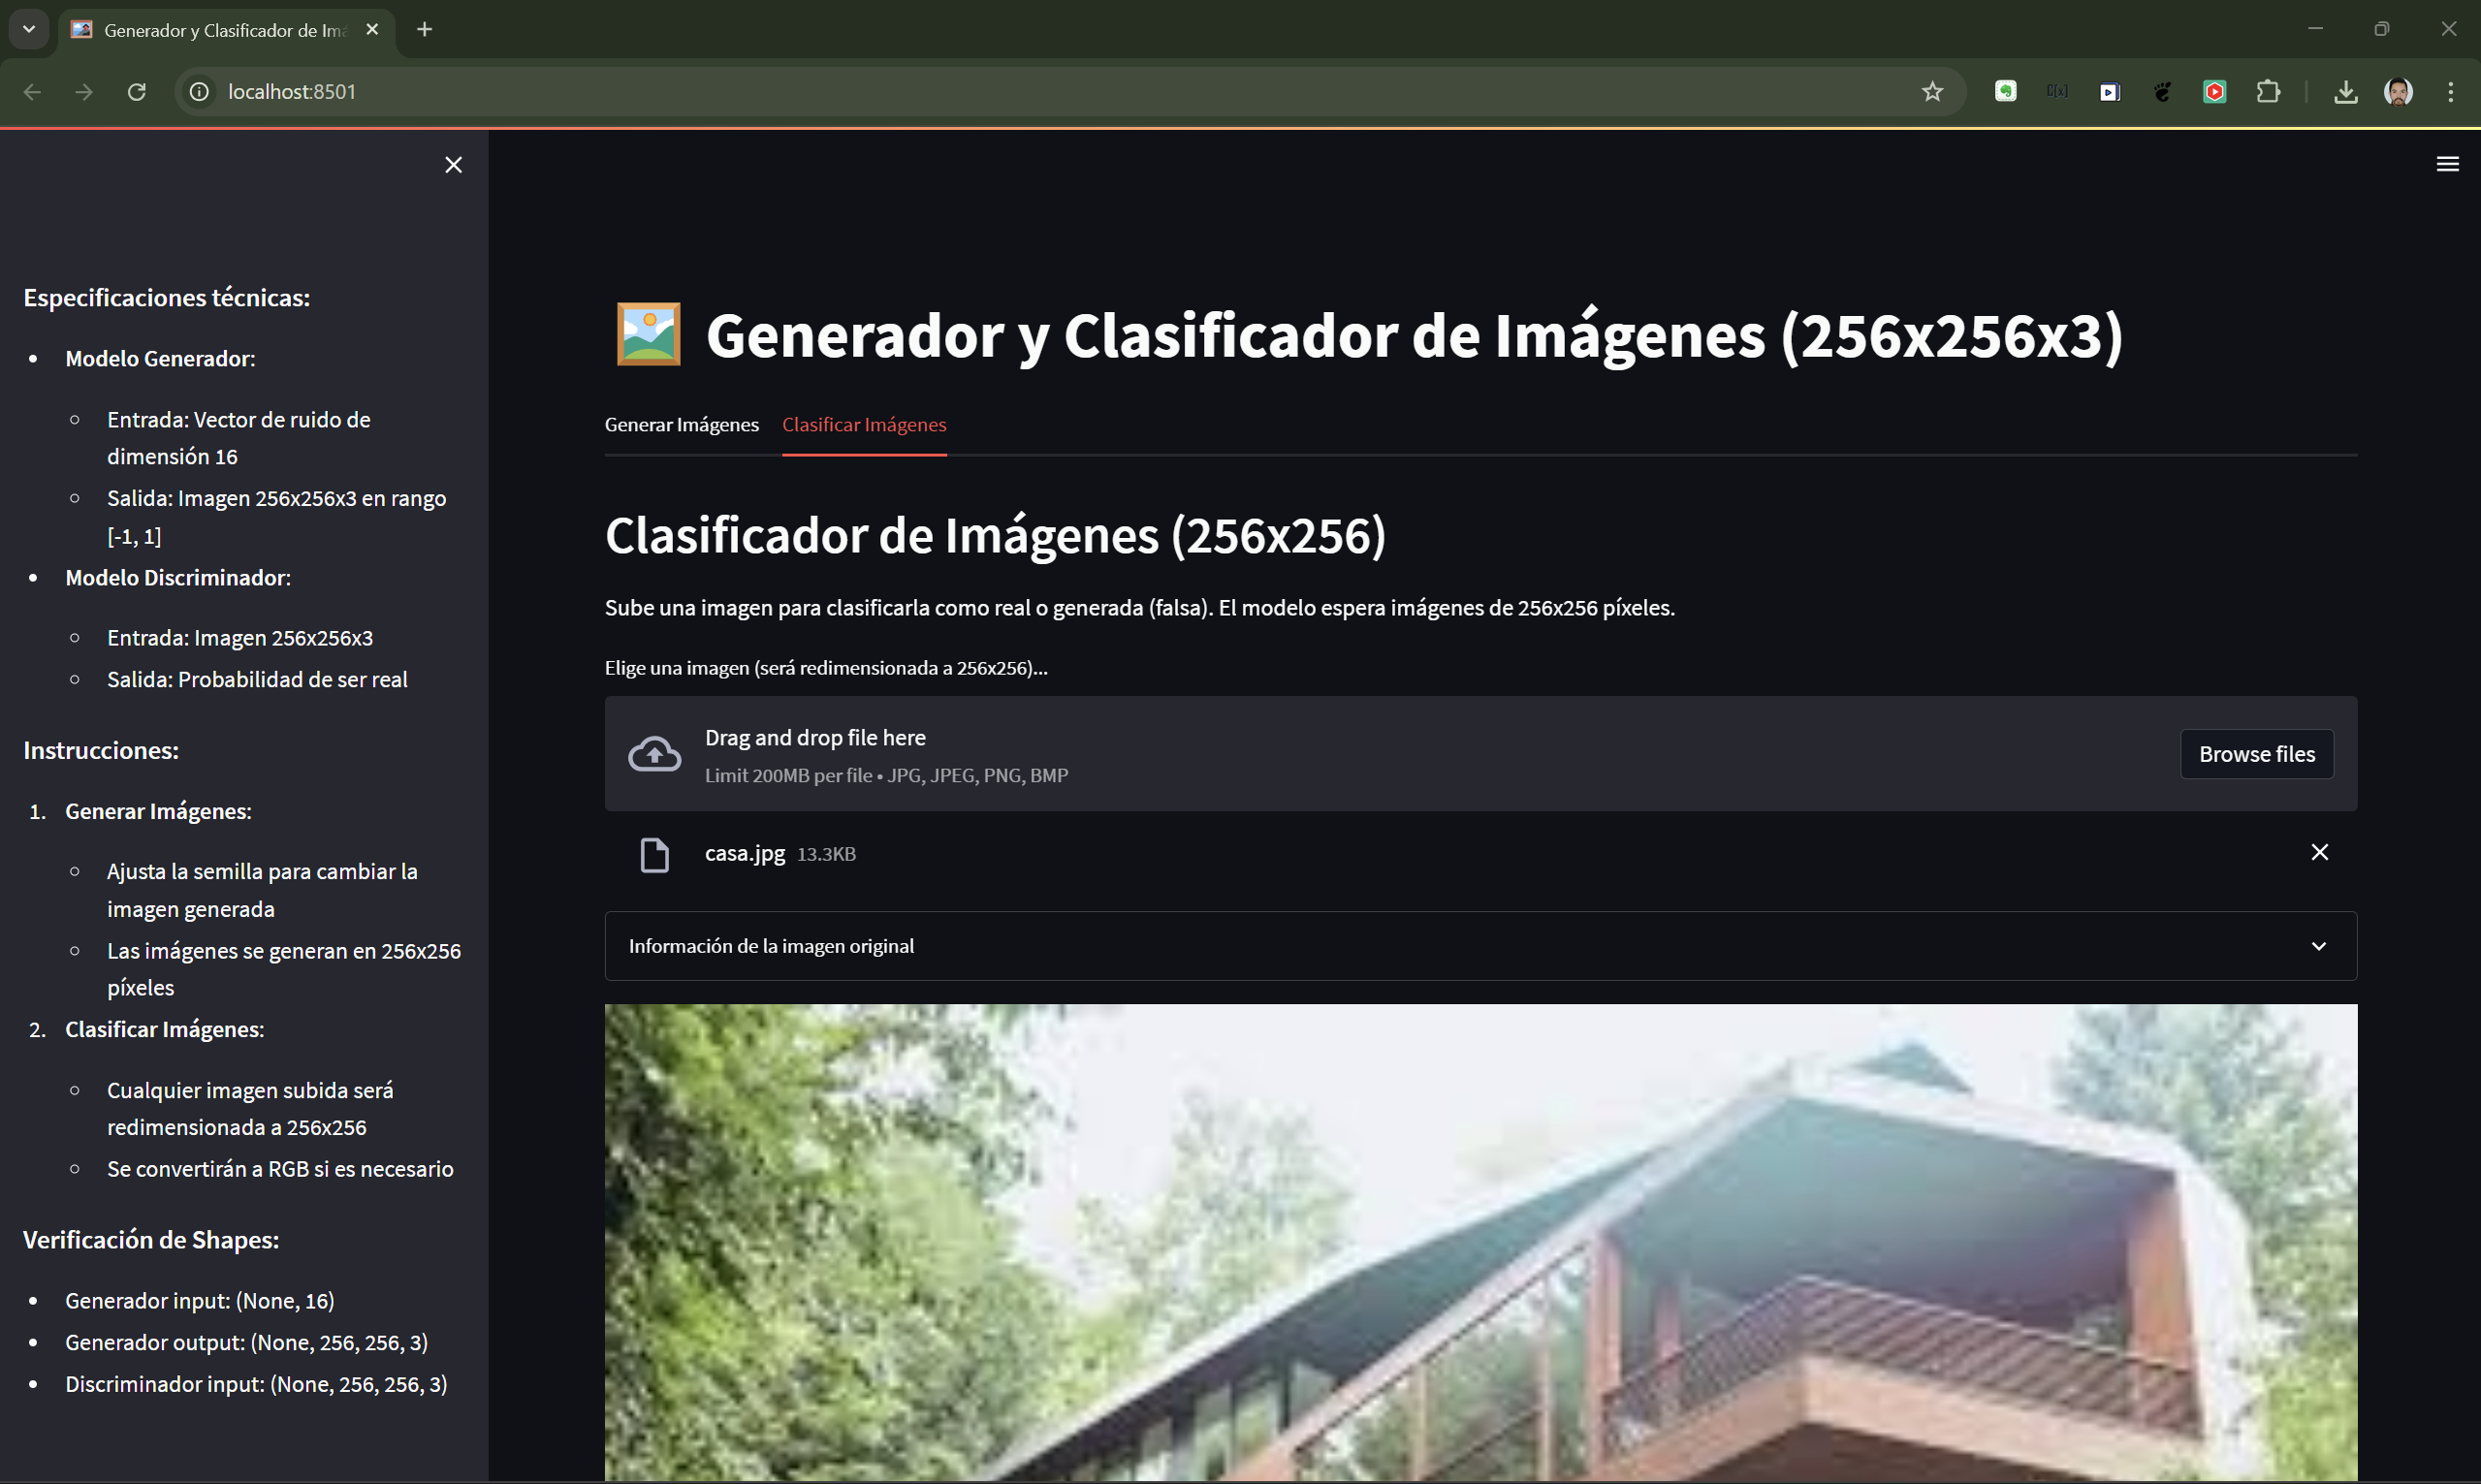 Generador y Clasificador de Imá
localhost:8501
Especificaciones técnicas:
Modelo Generador:
Entrada: Vector de ruido de
dimensión 16
Salida: Imagen 256x256x3 en rango
[-1, 1]
Modelo Discriminador:
Entrada: Imagen 256x256x3
Salida: Probabilidad de ser real
Instrucciones:
1. Generar Imágenes:
Ajusta la semilla para cambiar la
imagen generada
Las imágenes se generan en 256x256
píxeles
2. Clasificar Imágenes:
Cualquier imagen subida será
redimensionada a 256x256
Se convertirán a RGB si es necesario
Verificación de Shapes:
Generador input: (None, 16)
Generador output: (None, 256, 256, 3)
Discriminador input: (None, 256, 256, 3)
Generador y Clasificador de Imágenes (256x256x3)
Generar Imágenes Clasificar Imágenes
Clasificador de Imágenes (256x256)
Sube una imagen para clasificarla como real o generada (falsa). El modelo espera imágenes de 256x256 píxeles.
Elige una imagen (será redimensionada a 256x256)...
Drag and drop file here
Limit 200MB per file • JPG, JPEG, PNG, BMP
Browse files
casa.jpg 13.3KB
Información de la imagen original